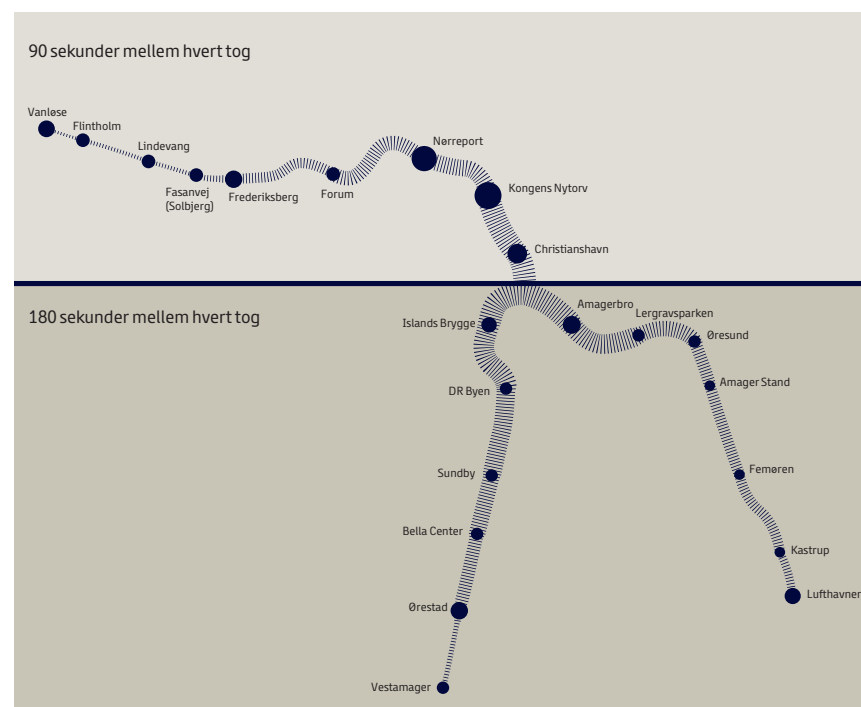 90 sekunder mellem hvert tog
Vanløse
Flintholm
Lindevang
Fasanvej
(Solbjerg)
Frederiksberg
Forum
Nørreport
Kongens Nytorv
Christianshavn
180 sekunder mellem hvert tog
Islands Brygge
Amagerbro
Lergravsparken
Øresund
DR Byen
Amager Stand
Sundby
Femøren
Bella Center
Kastrup
Ørestad
Lufthavner
Vestamager